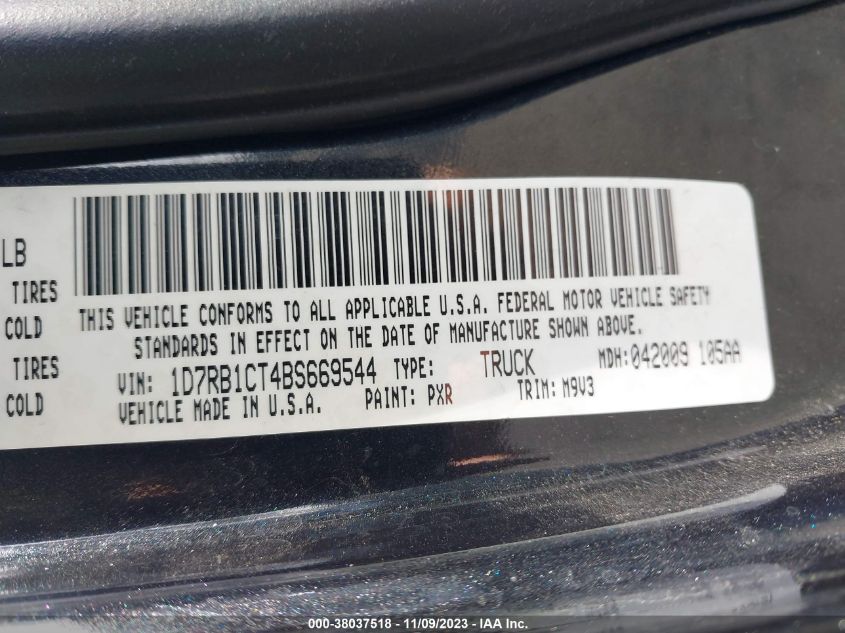 LB
TIRES
COLD
TIRES
COLD
THIS VEHICLE CONFORMS TO ALL APPLICABLE U.S.A. FEDERAL MOTOR VEHICLE SAFETY
STANDARDS IN EFFECT ON THE DATE OF MANUFACTURE SHOWN ABOVE.
VIN: 1D7RB1CT4BS669544 TYPE: TRUCK MDH: 042009 105AA
VEHICLE MADE IN U.S.A. PAINT: PXR TRIM: M9V3
000-38037518 - 11/09/2023 - IAA Inc.